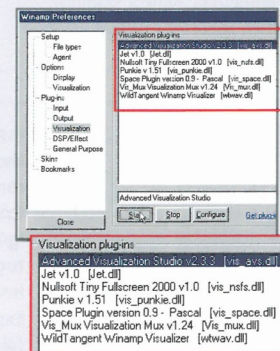 Winamp Preferences
Setup
File types
Agent
Options
Display
Visualization
Plug-ins
Input
Output
Visualization
DSP/Effect
General Purpose
Skins
Bookmarks
Close
Visualization plug-ins
Advanced Visualization Studio v2.3.3 [vis_avs.dll]
Jet v1.0 [Jet.dll]
Nullsoft Tiny Fullscreen 2000 v1.0 [vis_nsfs.dll]
Punkie v 1.51 [vis_punkie.dll]
Space Plugin version 0.9 - Pascal [vis_space.dll]
Vis_Mux Visualization Mux v1.24 [Vis_mux.dll]
WildTangent Winamp Visualizer [wtwav.dll]
Advanced Visualization Studio
Start
Stop
Configure
Get plug-i
Visualization plug-ins
Advanced Visualization Studio v2.3.3 [vis_avs.dll]
Jet v1.0 [Jet.dll]
Nullsoft Tiny Fullscreen 2000 v1.0 [vis_nsfs.dll]
Punkie v 1.51 [vis_punkie.dll]
Space Plugin version 0.9 - Pascal [vis_space.dll]
Vis_Mux Visualization Mux v1.24 [Vis_mux.dll]
WildTangent Winamp Visualizer [wtwav.dll]